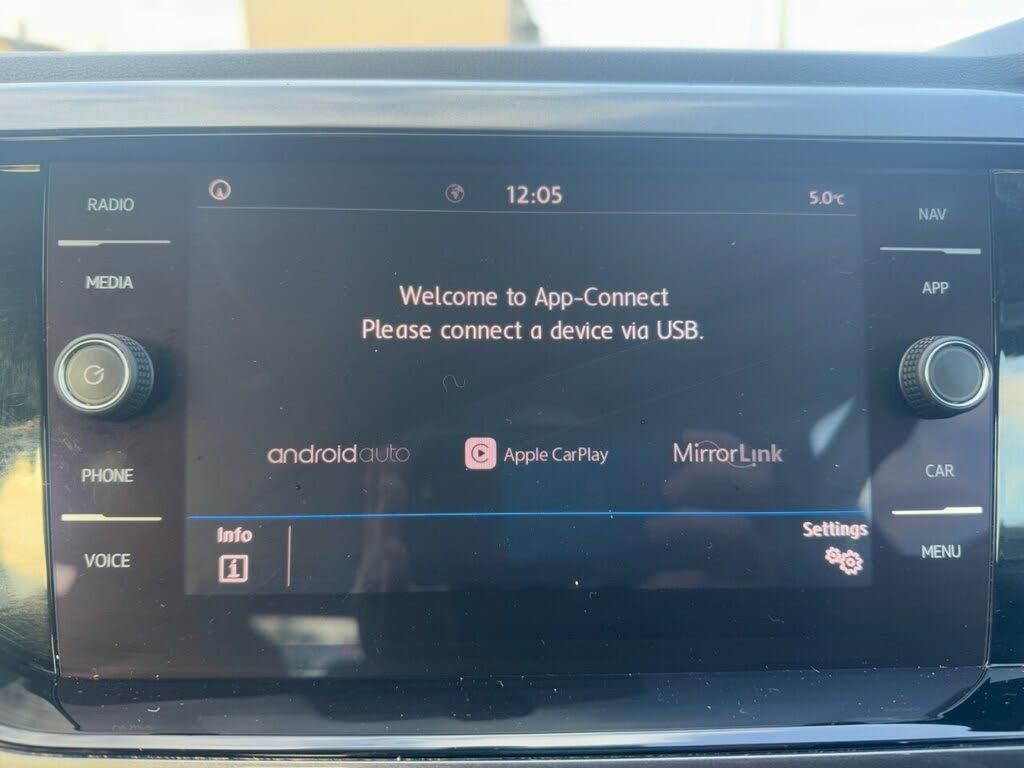 RADIO
MEDIA
PHONE
VOICE
12:05
5.0°C
Welcome to App-Connect
Please connect a device via USB.
androidauto
Apple CarPlay
MirrorLink
Info
Settings
NAV
APP
CAR
MENU